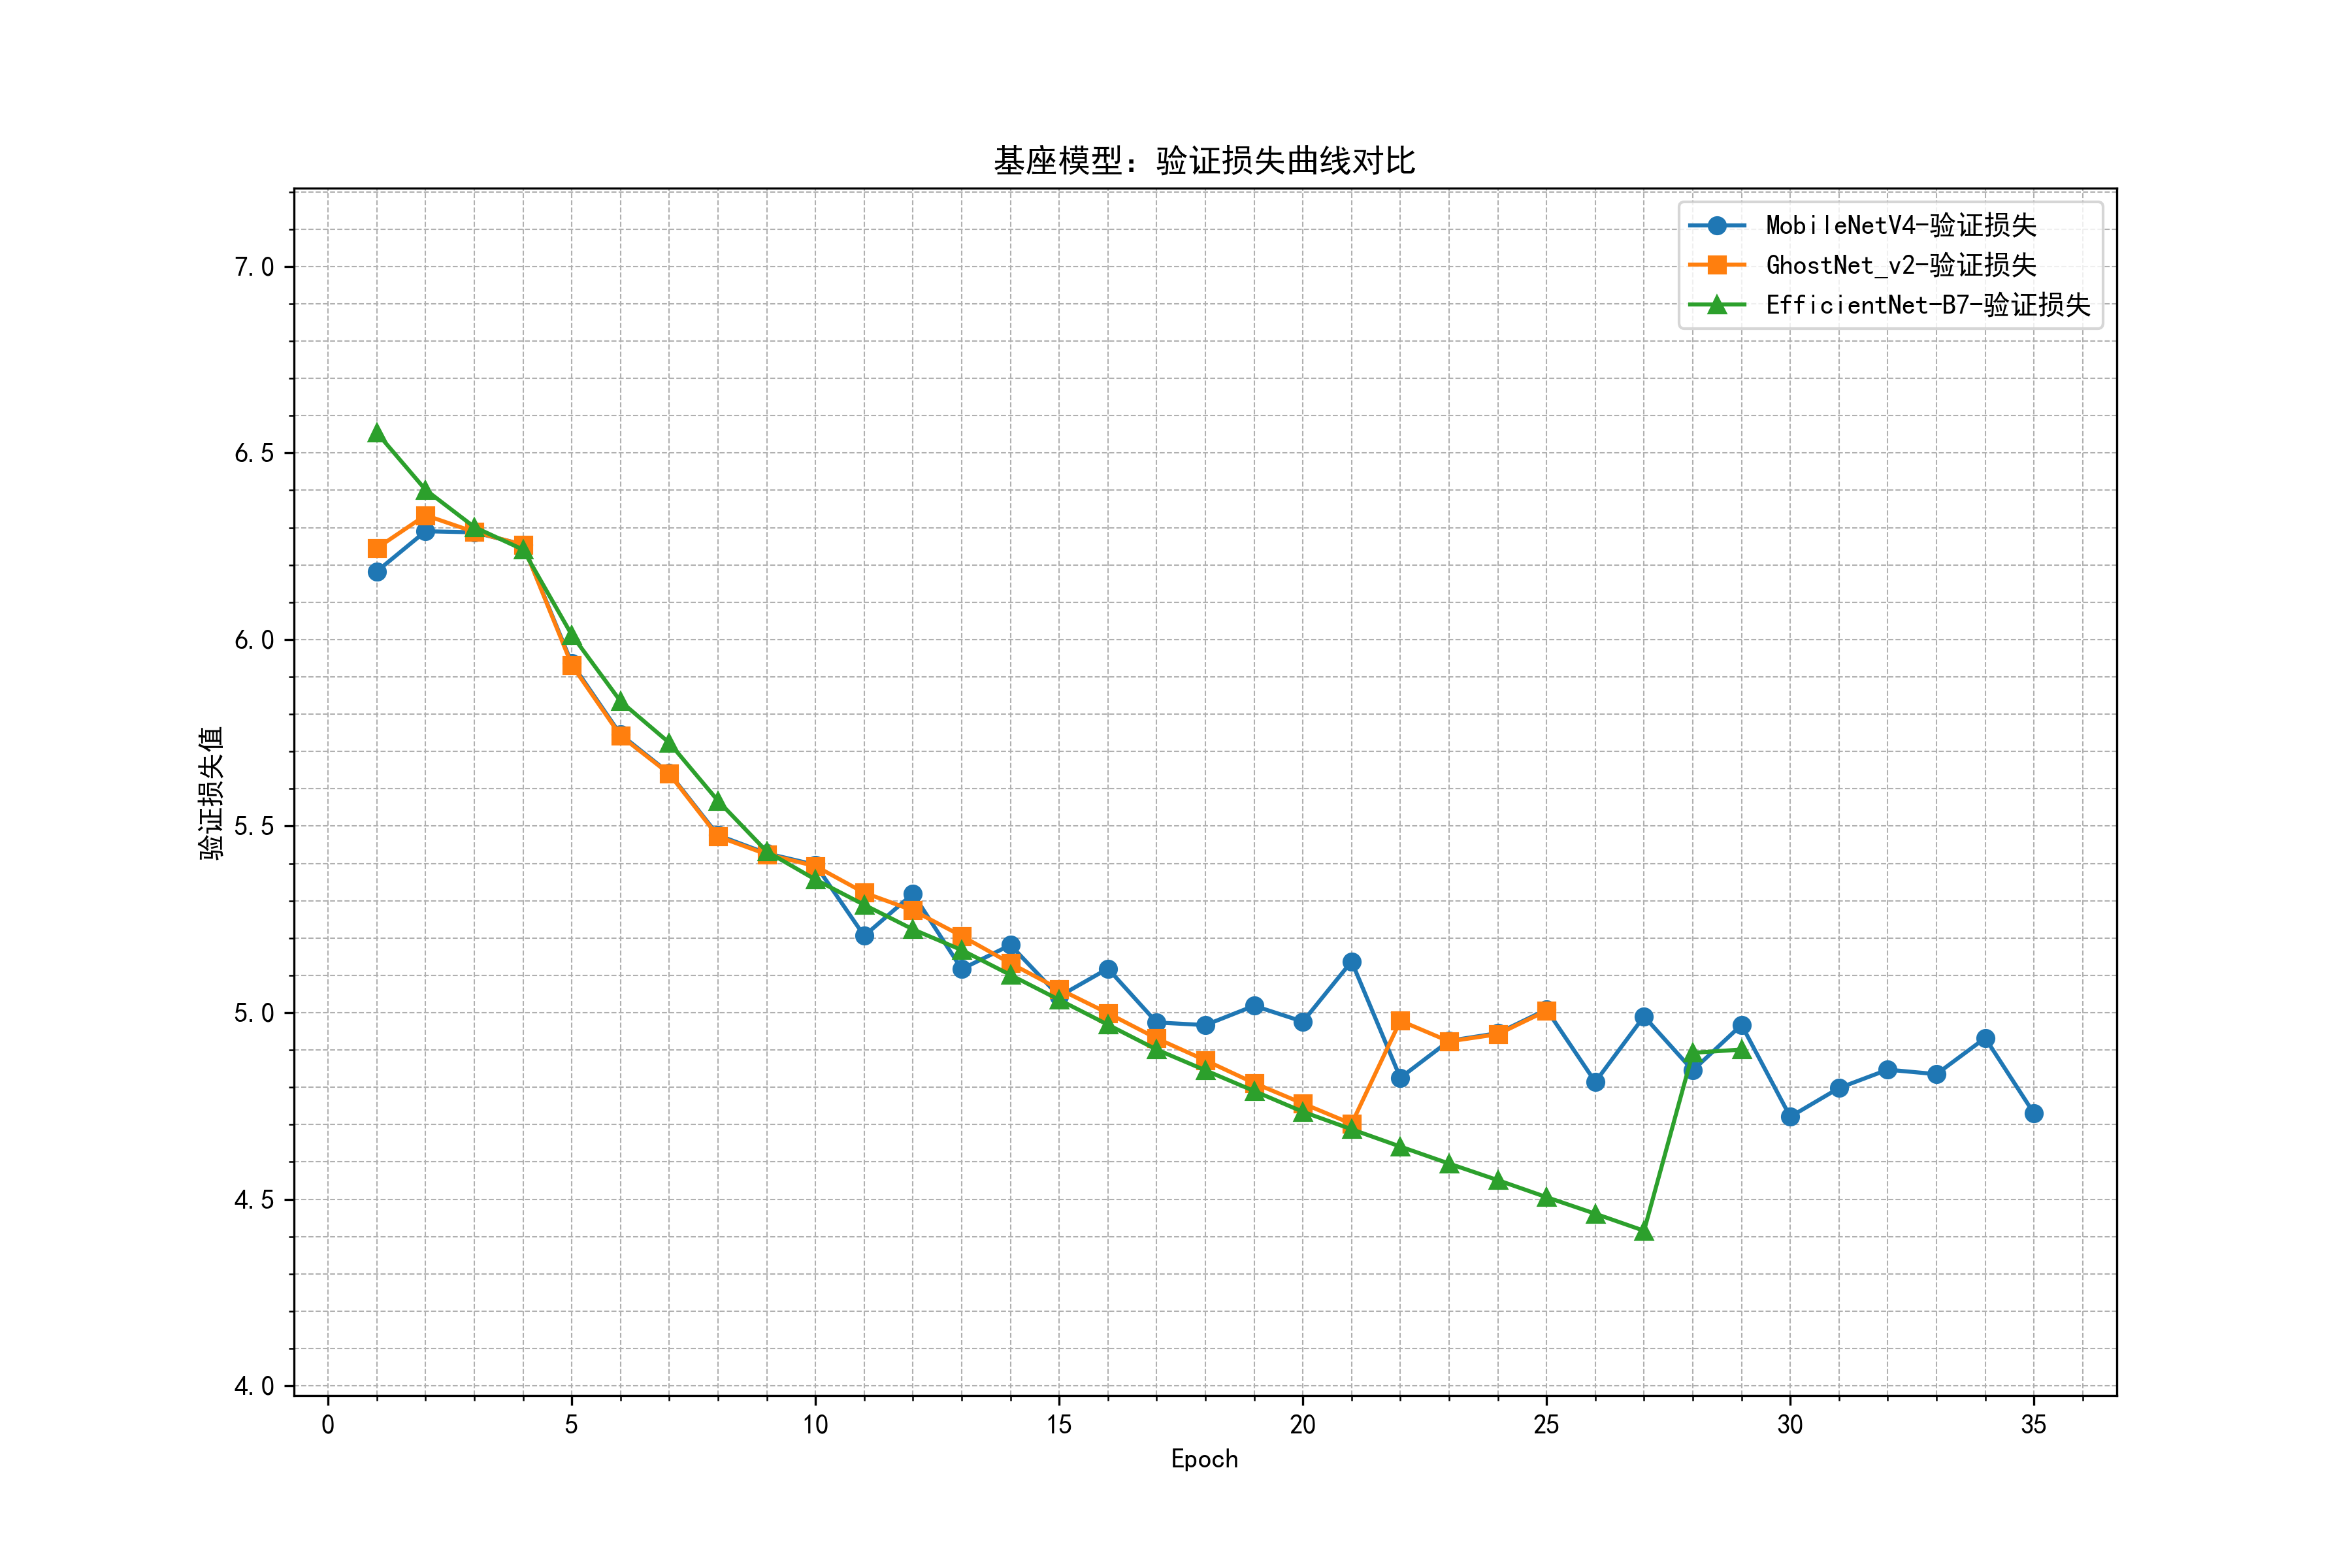 基座模型：验证损失曲线对比
MobileNetV4-验证损失
GhostNet_v2-验证损失
EfficientNet-B7-验证损失
验证损失值
7.0
6.5
6.0
5.5
5.0
4.5
4.0
0 5 10 15 20 25 30 35
Epoch